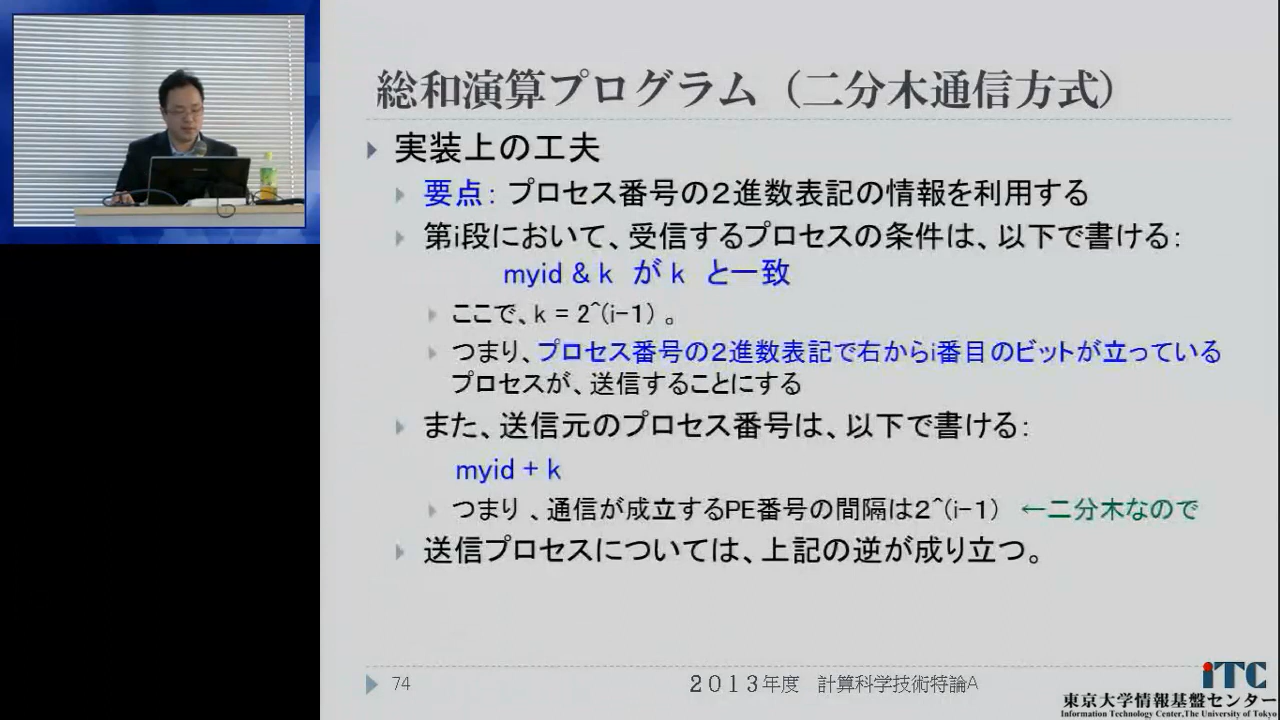 総和演算プログラム（二分木通信方式）
実装上の工夫
要点：プロセス番号の２進数表記の情報を利用する
第i段において、受信するプロセスの条件は、以下で書ける：
myid & k が k と一致
ここで、k = 2^(i-1) 。
つまり、プロセス番号の２進数表記で右からi番目のビットが立っている
プロセスが、送信することにする
また、送信元のプロセス番号は、以下で書ける：
myid + k
つまり 、通信が成立するPE番号の間隔は２^(i-1) ←二分木なので
送信プロセスについては、上記の逆が成り立つ。
74
２０１３年度 計算科学技術特論A
iTC
東京大学情報基盤センター
Information Technology Center,The University of Tokyo